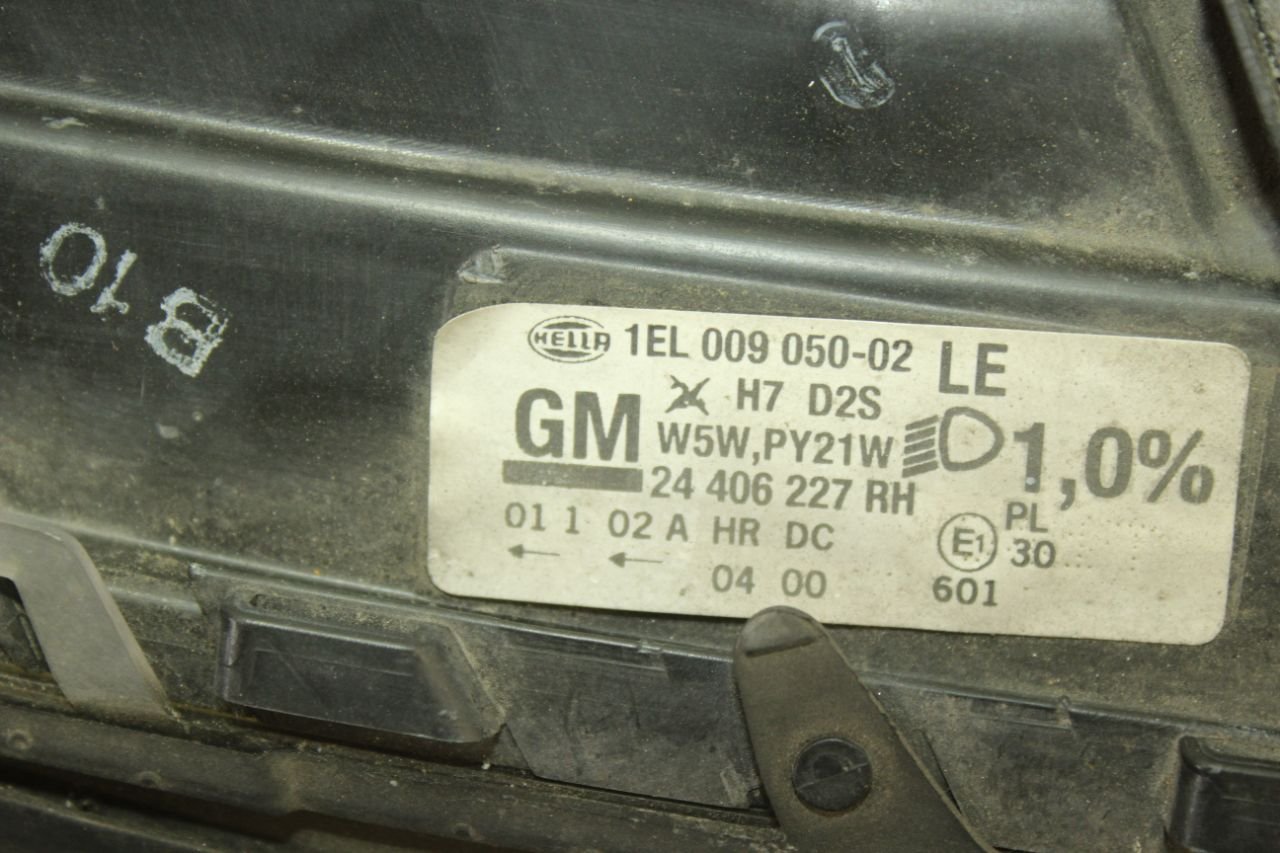 B 10
HELLA 1EL 009 050-02 LE
H7 D2S
GM W5W,PY21W 1,0%
24 406 227 RH
01 1 02 A HR DC PL
← ← E1 30
04 00 601